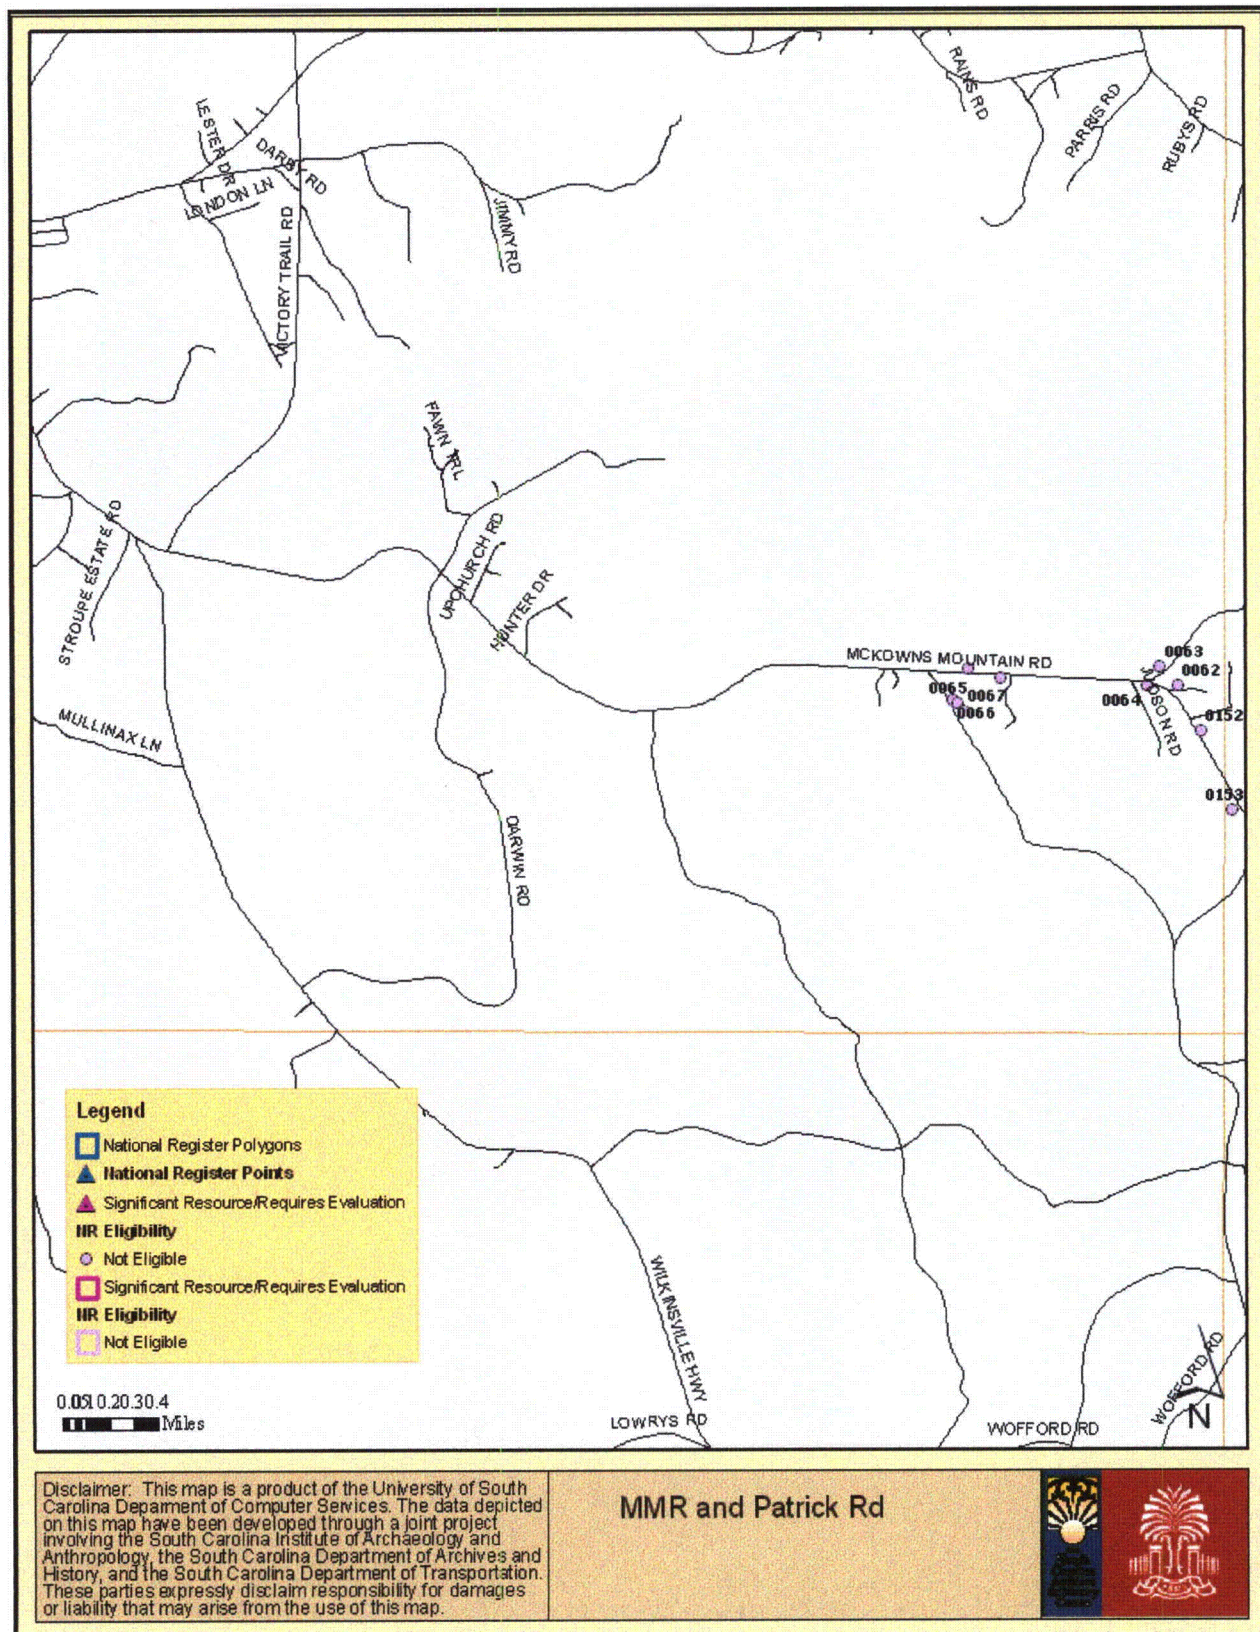 RAINS RD
PARRIS RD
RUBYS RD
LESTER DR
DARBY RD
LONDON LN
VICTORY TRAIL RD
JIMMY RD
FAWN TRL
STROUPE ESTATE RD
UPCHURCH RD
HUNTER DR
MULLINAX LN
MCKOWNS MOUNTAIN RD
0063
0062
0065
0067
0066
0064
0152
0153
DARWIN RD
Legend
National Register Polygons
National Register Points
Significant Resource/Requires Evaluation
NR Eligibility
Not Eligible
Significant Resource/Requires Evaluation
NR Eligibility
Not Eligible
WILKINSVILLE HWY
WOFFORD RD
N
LOWRYS RD
WOFFORD RD
Miles
Disclaimer: This map is a product of the University of South
Carolina Deparment of Computer Services. The data depicted
on this map have been developed through a joint project
involving the South Carolina Institute of Archaeology and
Anthropology, the South Carolina Department of Archives and
History, and the South Carolina Department of Transportation.
These parties expressly disclaim responsibility for damages
or liability that may arise from the use of this map.
MMR and Patrick Rd